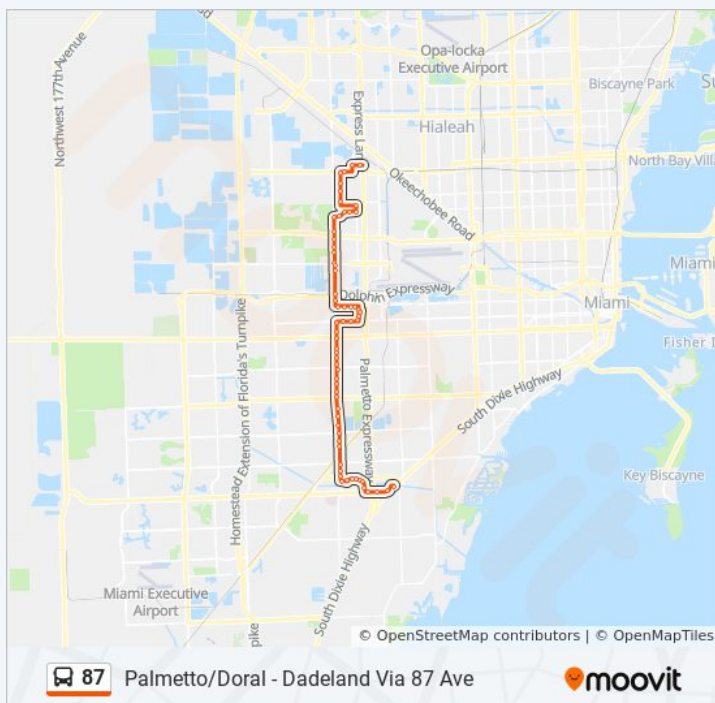 Road
Opa-locka
Executive Airport
Biscayne Park
Northwest 177th Avenue
Express Lan
Hialeah
North Bay Vill
Okeechobee Road
Miami
Dolphin Expressway
Miami
Homestead Extension of Florida's Turnpike
Palmetto Expressway
Fisher I
South Dixie Highway
Key Biscayne
Miami Executive
Airport
South Dixie Highway
pike
© OpenStreetMap contributors | © OpenMapTiles
87 Palmetto/Doral - Dadeland Via 87 Ave moovit